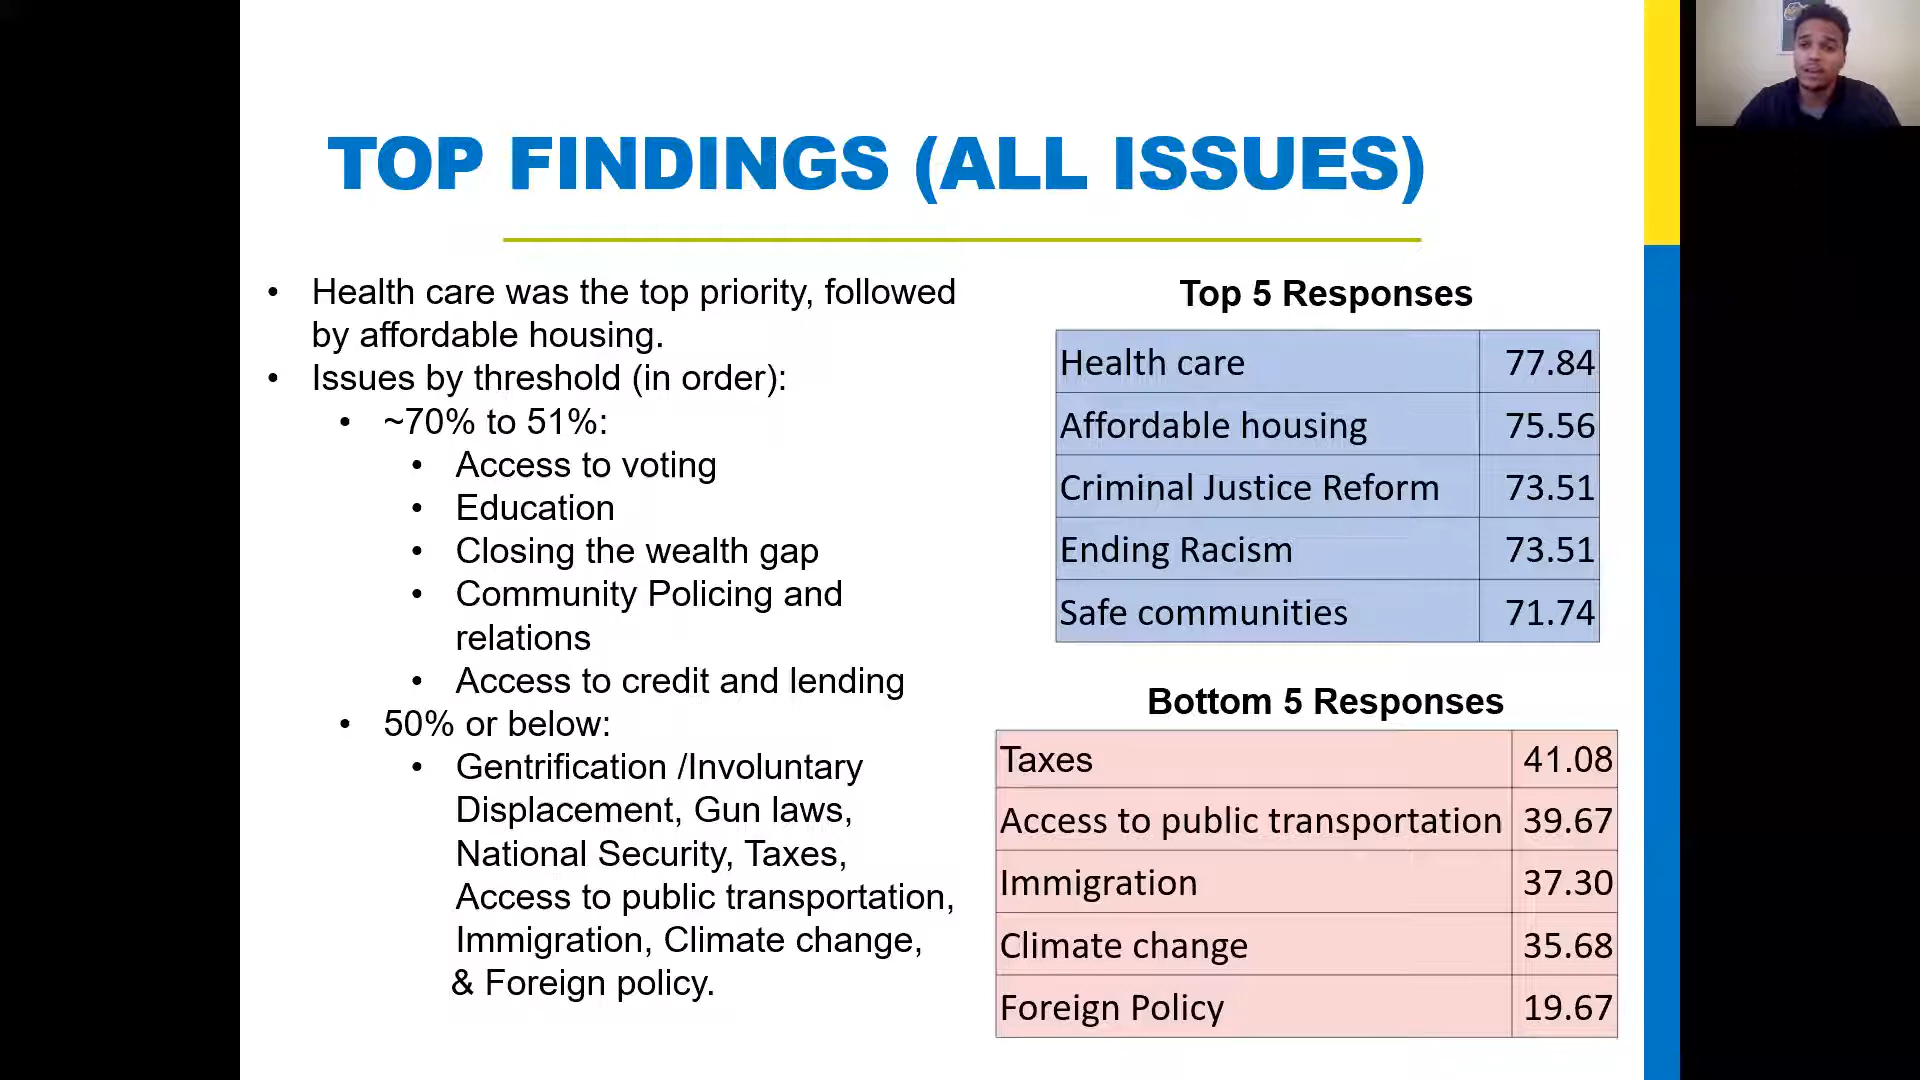 TOP FINDINGS (ALL ISSUES)
• Health care was the top priority, followed
by affordable housing.
• Issues by threshold (in order):
• ~70% to 51%:
• Access to voting
• Education
• Closing the wealth gap
• Community Policing and
relations
• Access to credit and lending
• 50% or below:
• Gentrification /Involuntary
Displacement, Gun laws,
National Security, Taxes,
Access to public transportation,
Immigration, Climate change,
& Foreign policy.
Top 5 Responses
Health care 77.84
Affordable housing 75.56
Criminal Justice Reform 73.51
Ending Racism 73.51
Safe communities 71.74
Bottom 5 Responses
Taxes 41.08
Access to public transportation 39.67
Immigration 37.30
Climate change 35.68
Foreign Policy 19.67